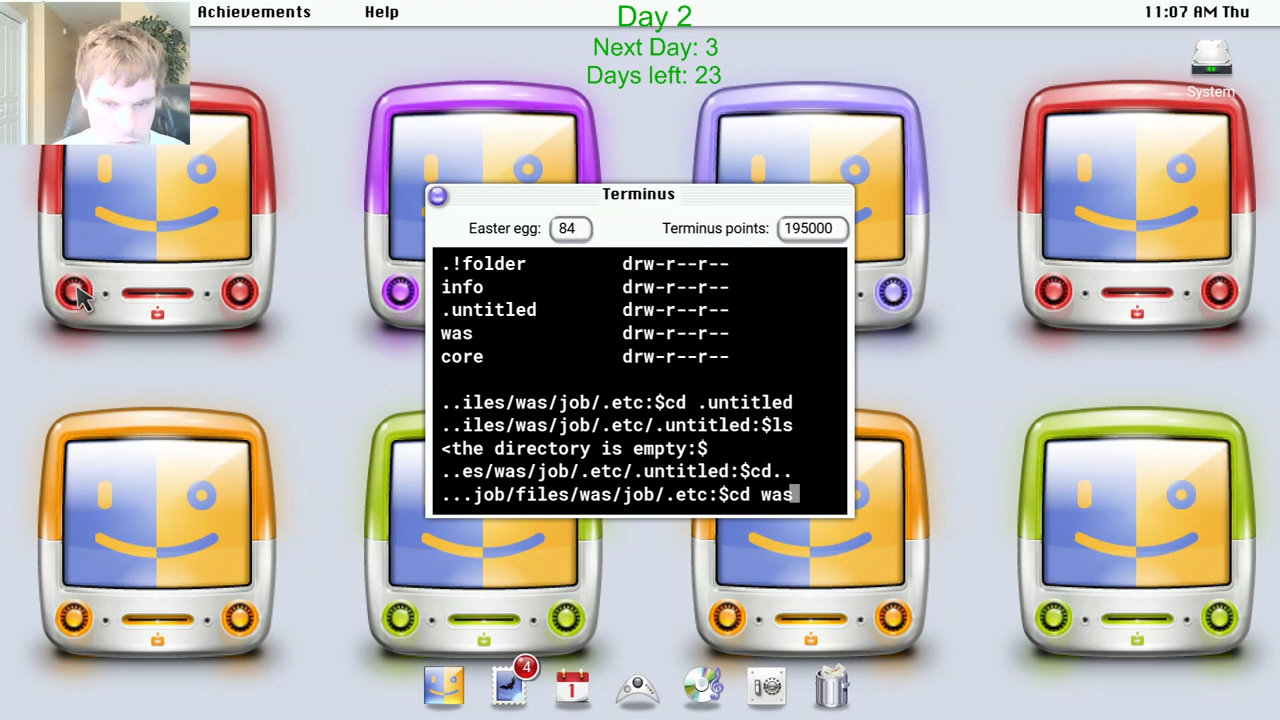 Achievements Help
Day 2
11:07 AM Thu
Next Day: 3
Days left: 23
System
Terminus
Easter egg: 84 Terminus points: 195000
.!folder drw-r--r--
info drw-r--r--
.untitled drw-r--r--
was drw-r--r--
core drw-r--r--
..iles/was/job/.etc:$cd .untitled
..iles/was/job/.etc/.untitled:$ls
<the directory is empty:$
..es/was/job/.etc/.untitled:$cd..
...job/files/was/job/.etc:$cd was
4
1